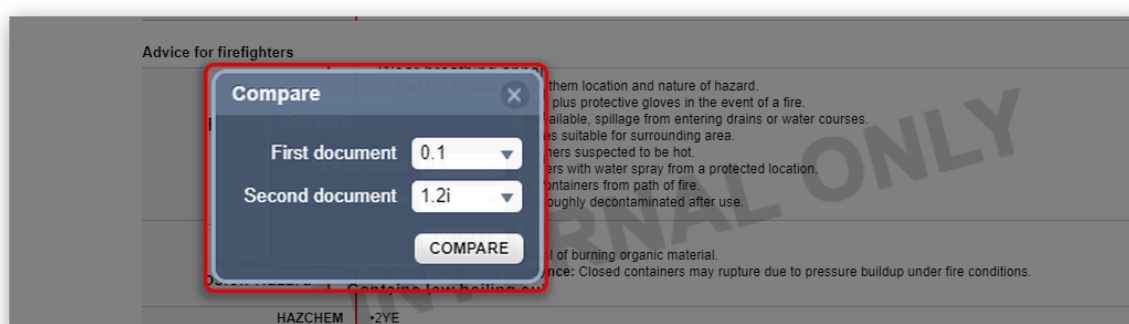 Advice for firefighters
them location and nature of hazard.
plus protective gloves in the event of a fire.
ailable, spillage from entering drains or water courses.
es suitable for surrounding area.
ners suspected to be hot.
ers with water spray from a protected location.
ontainers from path of fire.
oughly decontaminated after use.
Compare
First document 0.1
Second document 1.2i
COMPARE
l of burning organic material.
nce: Closed containers may rupture due to pressure buildup under fire conditions.
HAZCHEM •2YE
INTERNAL ONLY